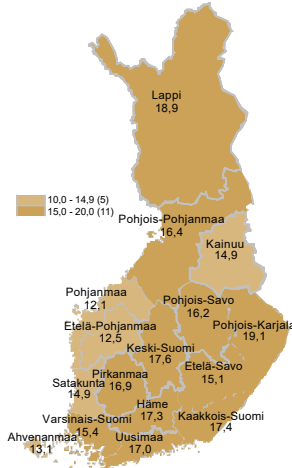 Lappi
18,9
10,0 - 14,9 (5)
15,0 - 20,0 (11)
Pohjois-Pohjanmaa
16,4
Kainuu
14,9
Pohjanmaa
12,1
Pohjois-Savo
16,2
Etelä-Pohjanmaa
12,5
Pohjois-Karjala
19,1
Keski-Suomi
17,6
Etelä-Savo
15,1
Pirkanmaa
16,9
Satakunta
14,9
Häme
17,3
Kaakkois-Suomi
17,4
Varsinais-Suomi
15,4
Ahvenanmaa
13,1
Uusimaa
17,0